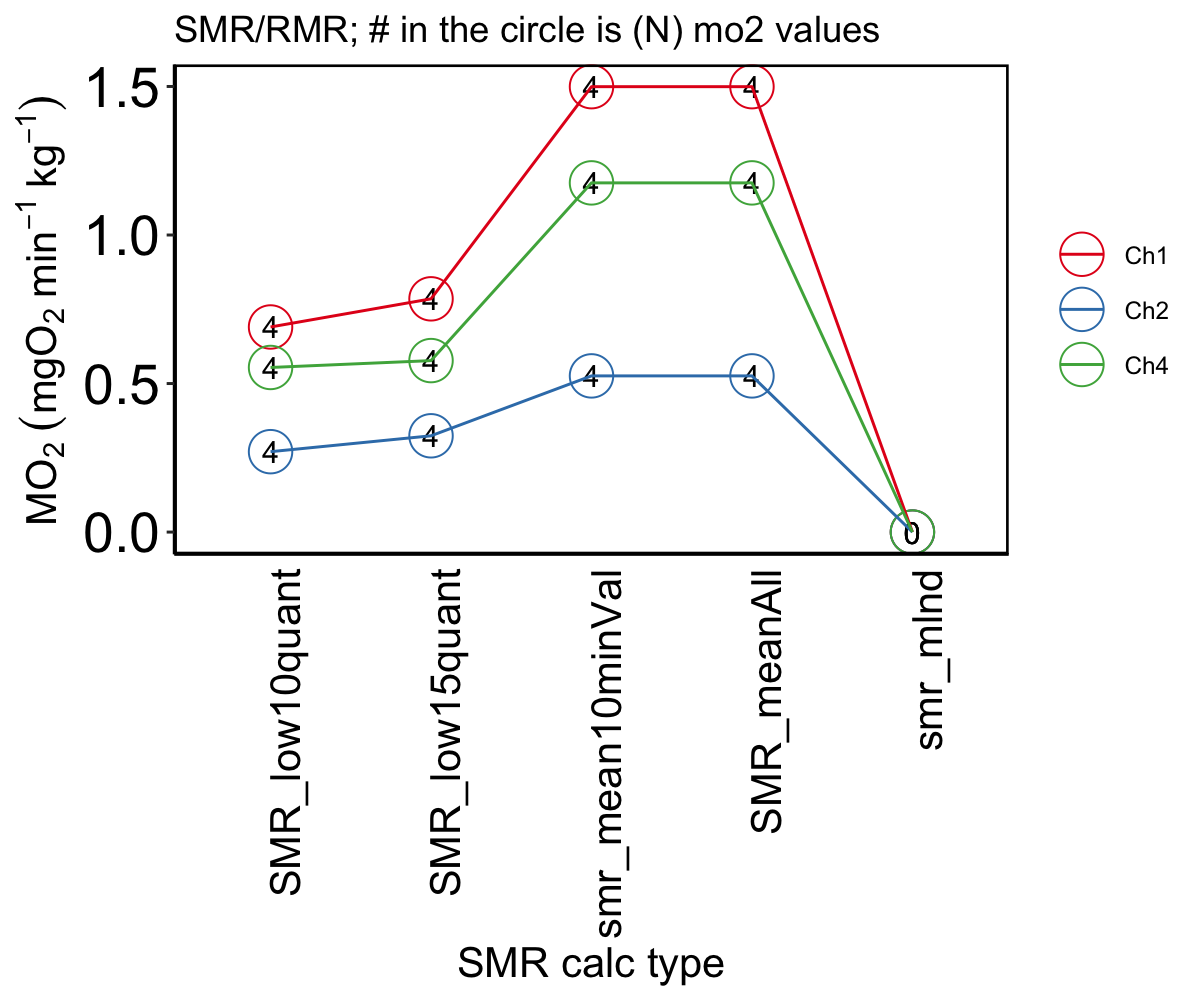 SMR/RMR; # in the circle is (N) mo2 values
MO₂ (mgO₂ min⁻¹ kg⁻¹)
1.5
1.0
0.5
0.0
4 4
4 4
4 4
4 4
4 4
4 4
0
SMR_low10quant
SMR_low15quant
smr_mean10minVal
SMR_meanAll
smr_mlnd
SMR calc type
Ch1
Ch2
Ch4